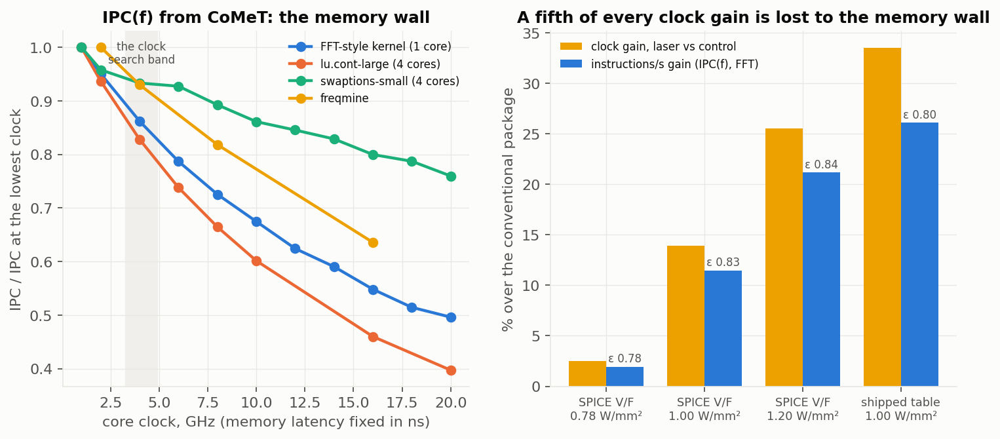 IPC(f) from CoMeT: the memory wall
the clock
search band
FFT-style kernel (1 core)
lu.cont-large (4 cores)
swaptions-small (4 cores)
freqmine
IPC / IPC at the lowest clock
1.0
0.9
0.8
0.7
0.6
0.5
0.4
2.5
5.0
7.5
10.0
12.5
15.0
17.5
20.0
core clock, GHz (memory latency fixed in ns)
A fifth of every clock gain is lost to the memory wall
clock gain, laser vs control
instructions/s gain (IPC(f), FFT)
% over the conventional package
35
30
25
20
15
10
5
0
ε 0.78
ε 0.83
ε 0.84
ε 0.80
SPICE V/F
0.78 W/mm²
SPICE V/F
1.00 W/mm²
SPICE V/F
1.20 W/mm²
shipped table
1.00 W/mm²